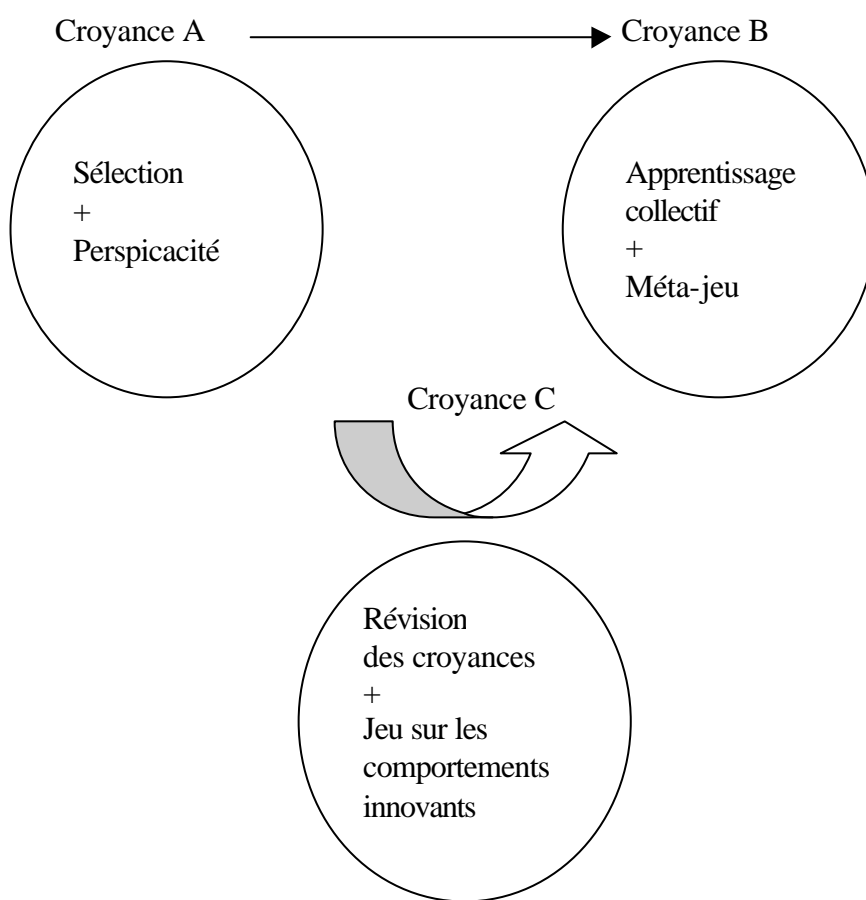 Croyance A
Croyance B
Sélection
+
Perspicacité
Apprentissage
collectif
+
Méta-jeu
Croyance C
Révision
des croyances
+
Jeu sur les
comportements
innovants